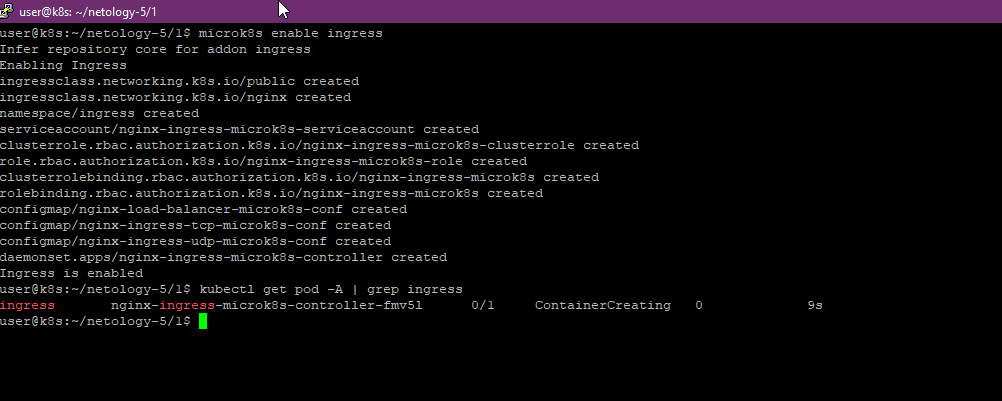 user@k8s: ~/netology-5/1
user@k8s:~/netology-5/1$ microk8s enable ingress
Infer repository core for addon ingress
Enabling Ingress
ingressclass.networking.k8s.io/public created
ingressclass.networking.k8s.io/nginx created
namespace/ingress created
serviceaccount/nginx-ingress-microk8s-serviceaccount created
clusterrole.rbac.authorization.k8s.io/nginx-ingress-microk8s-clusterrole created
role.rbac.authorization.k8s.io/nginx-ingress-microk8s-role created
clusterrolebinding.rbac.authorization.k8s.io/nginx-ingress-microk8s created
rolebinding.rbac.authorization.k8s.io/nginx-ingress-microk8s created
configmap/nginx-load-balancer-microk8s-conf created
configmap/nginx-ingress-tcp-microk8s-conf created
configmap/nginx-ingress-udp-microk8s-conf created
daemonset.apps/nginx-ingress-microk8s-controller created
Ingress is enabled
user@k8s:~/netology-5/1$ kubectl get pod -A | grep ingress
ingress       nginx-ingress-microk8s-controller-fmv5l      0/1     ContainerCreating   0             9s
user@k8s:~/netology-5/1$